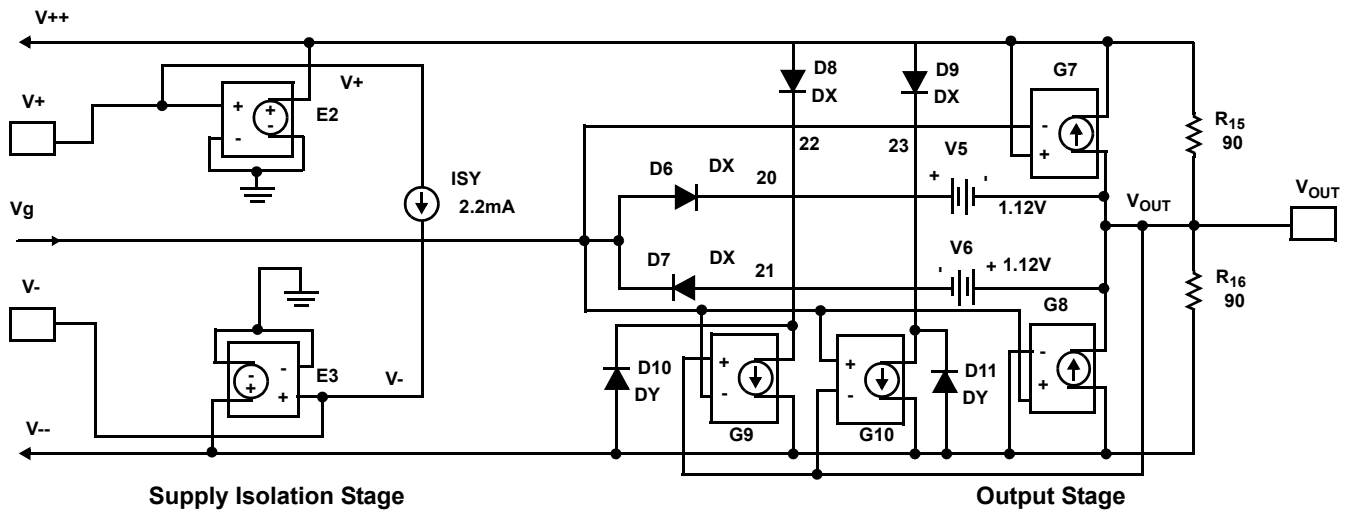 V++
V+
V+
E2
ISY
2.2mA
Vg
V-
E3
V-
V--
D8
DX
D9
DX
G7
R15
90
22
23
V5
D6
DX
20
+
-
1.12V
VOUT
VOUT
D7
DX
21
V6
-
+ 1.12V
G8
R16
90
D10
DY
G9
G10
D11
DY
+
-
+
-
-
+
-
+
-
+
+
-
+
-
-
+
Supply Isolation Stage
Output Stage